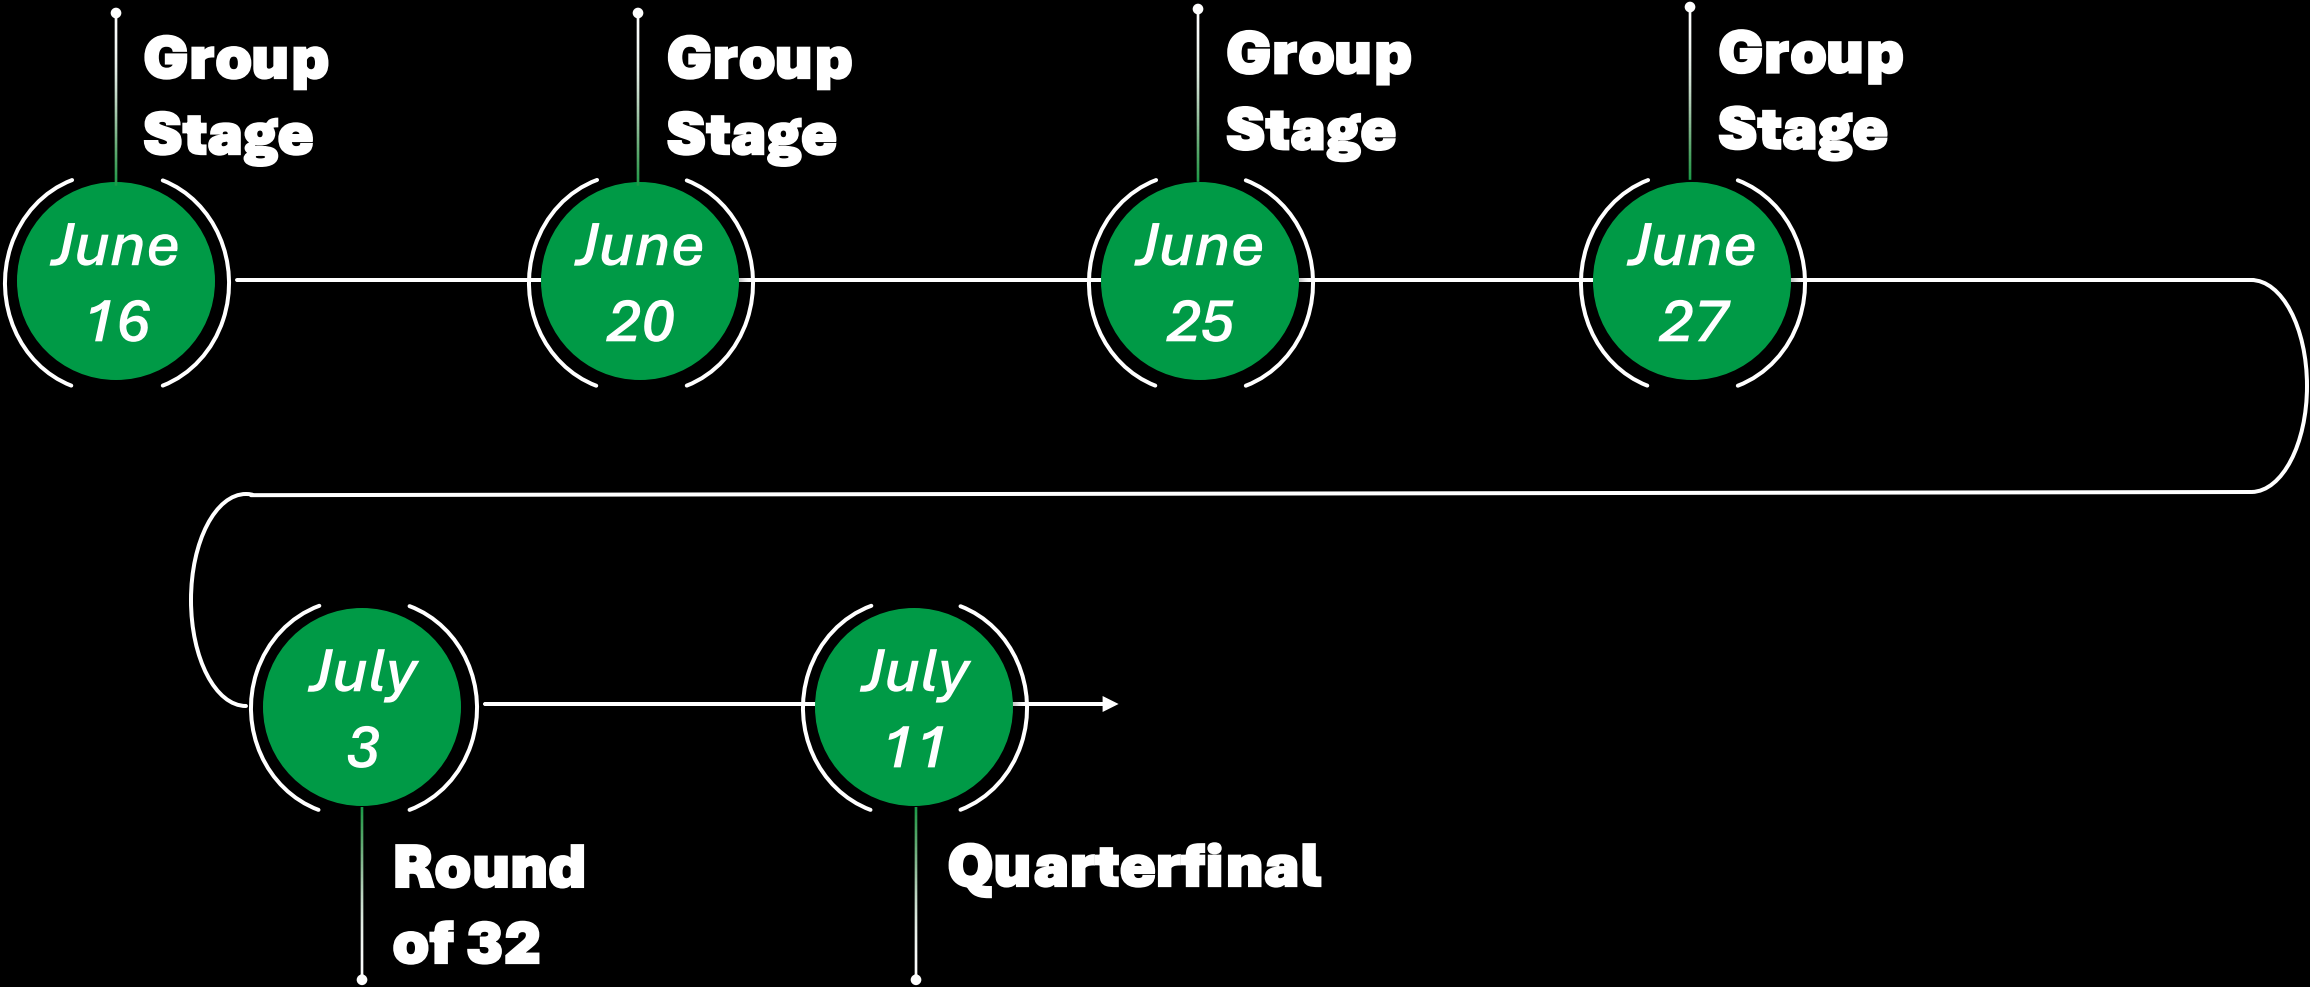 Group
Stage
June
16
Group
Stage
June
20
Group
Stage
June
25
Group
Stage
June
27
July
3
Round
of 32
July
11
Quarterfinal